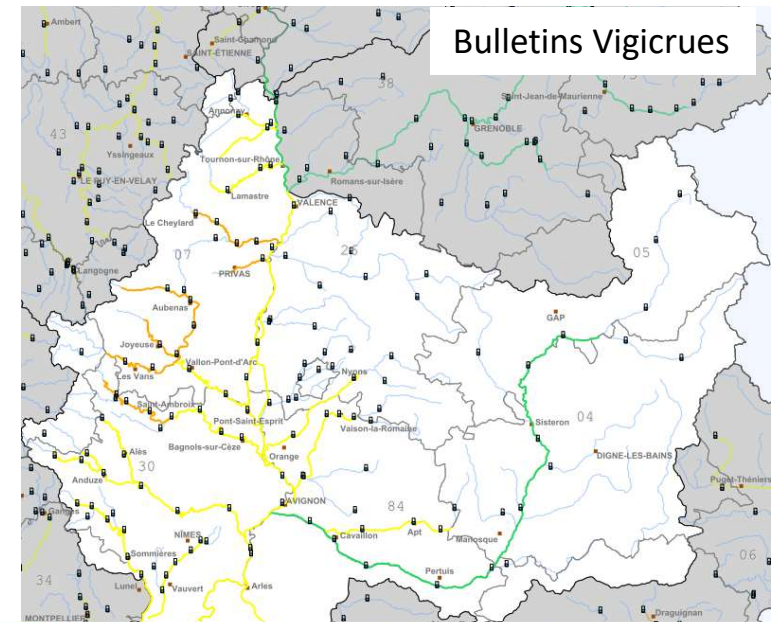 Bulletins Vigicrues
Ambert
Saint-Chamond
SAINT-ÉTIENNE
38
73
Saint-Jean-de-Maurienne
Annonay
43
GRENOBLE
Yssingeaux
Tournon-sur-Rhône
LE PUY-EN-VELAY
Romans-sur-Isère
Lamastre
VALENCE
Le Cheylard
07
26
05
Langogne
PRIVAS
Aubenas
GAP
Joyeuse
Vallon-Pont-d'Arc
Les Vans
Nyons
Saint-Ambroix
Pont-Saint-Esprit
Sisteron
04
Vaison-la-Romaine
Bagnols-sur-Cèze
Orange
Alès
DIGNE-LES-BAINS
30
Anduze
Puget-Théniers
AVIGNON
84
Ganges
Cavaillon
Apt
Manosque
NÎMES
Sommières
06
34
Pertuis
Lunel
Vauvert
Arles
MONTPELLIER
Draguignan